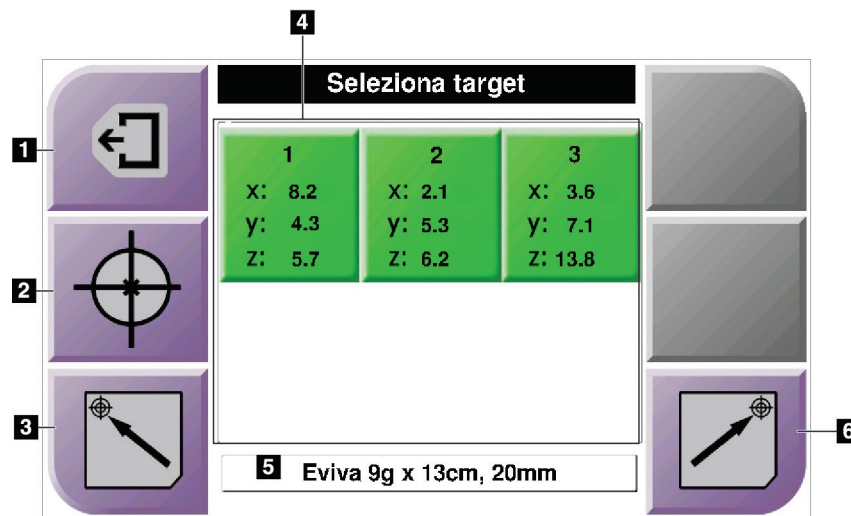 4
Seleziona target
1
1
x: 8.2
y: 4.3
z: 5.7
2
x: 2.1
y: 5.3
z: 6.2
3
x: 3.6
y: 7.1
z: 13.8
2
3
6
5 Eviva 9g x 13cm, 20mm